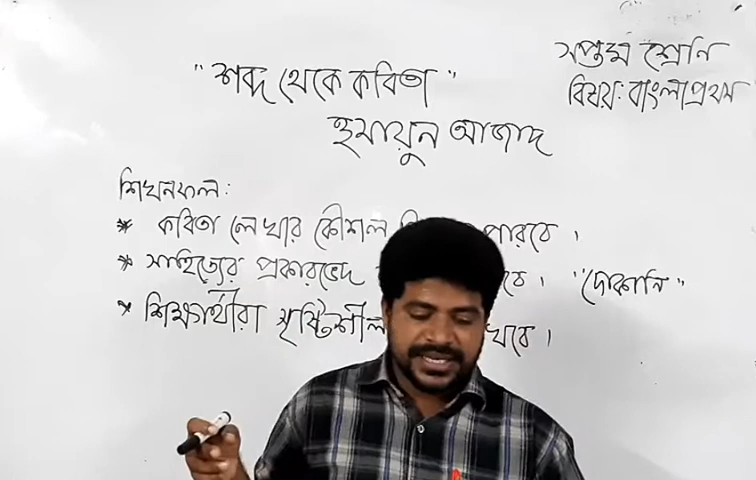 সপ্তম শ্রেণি
বিষয়: বাংলা প্রথম
"শব্দ থেকে কবিতা"
হুমায়ুন আজাদ
শিখনফল:
* কবিতা লেখার কৌশল পারবে।
* সাহিত্যের প্রকারভেদ "দোকানি"
* শিক্ষার্থীরা সৃষ্টিশীল